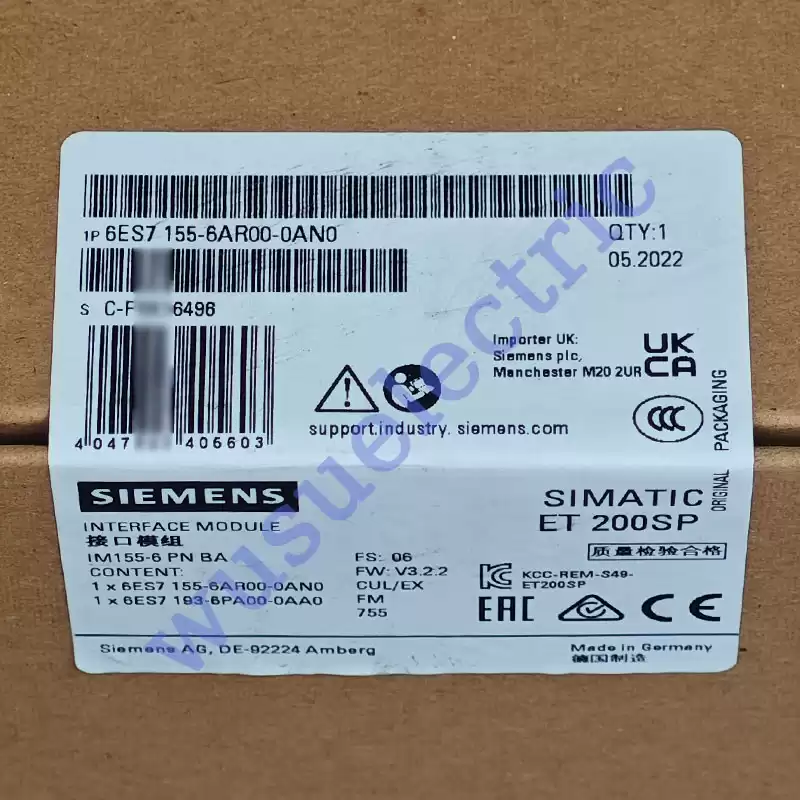 1P 6ES7 155-6AR00-0AN0
QTY:1
05.2022
S C-F 6496
Importer UK:
Siemens plc,
Manchester M20 2UR
UK
CA
CCC
4 047 406603
support.industry. siemens.com
ORIGINAL PACKAGING
SIEMENS
SIMATIC
ET 200SP
INTERFACE MODULE
接口模组
IM155-6 PN BA
CONTENT:
1 x 6ES7 155-6AR00-0AN0
1 x 6ES7 193-6PA00-0AA0
FS: 06
FW: V3.2.2
CUL/EX
FM
755
质量检验合格
KCC-REM-S49-
ET200SP
EAC
CE
Siemens AG, DE-92224 Amberg
Made in Germany
德国制造
wusuelectric